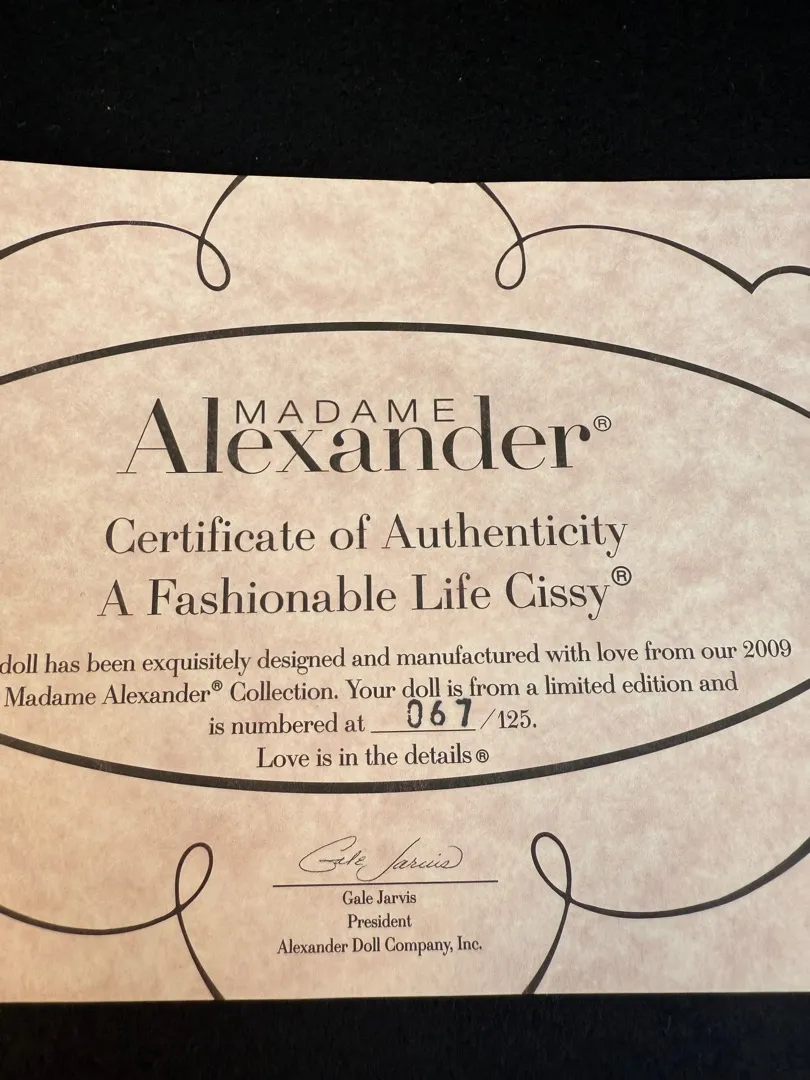 MADAME
Alexander®
Certificate of Authenticity
A Fashionable Life Cissy®
doll has been exquisitely designed and manufactured with love from our 2009
Madame Alexander® Collection. Your doll is from a limited edition and
is numbered at 067/125.
Love is in the details®
Gale Jarvis
Gale Jarvis
President
Alexander Doll Company, Inc.